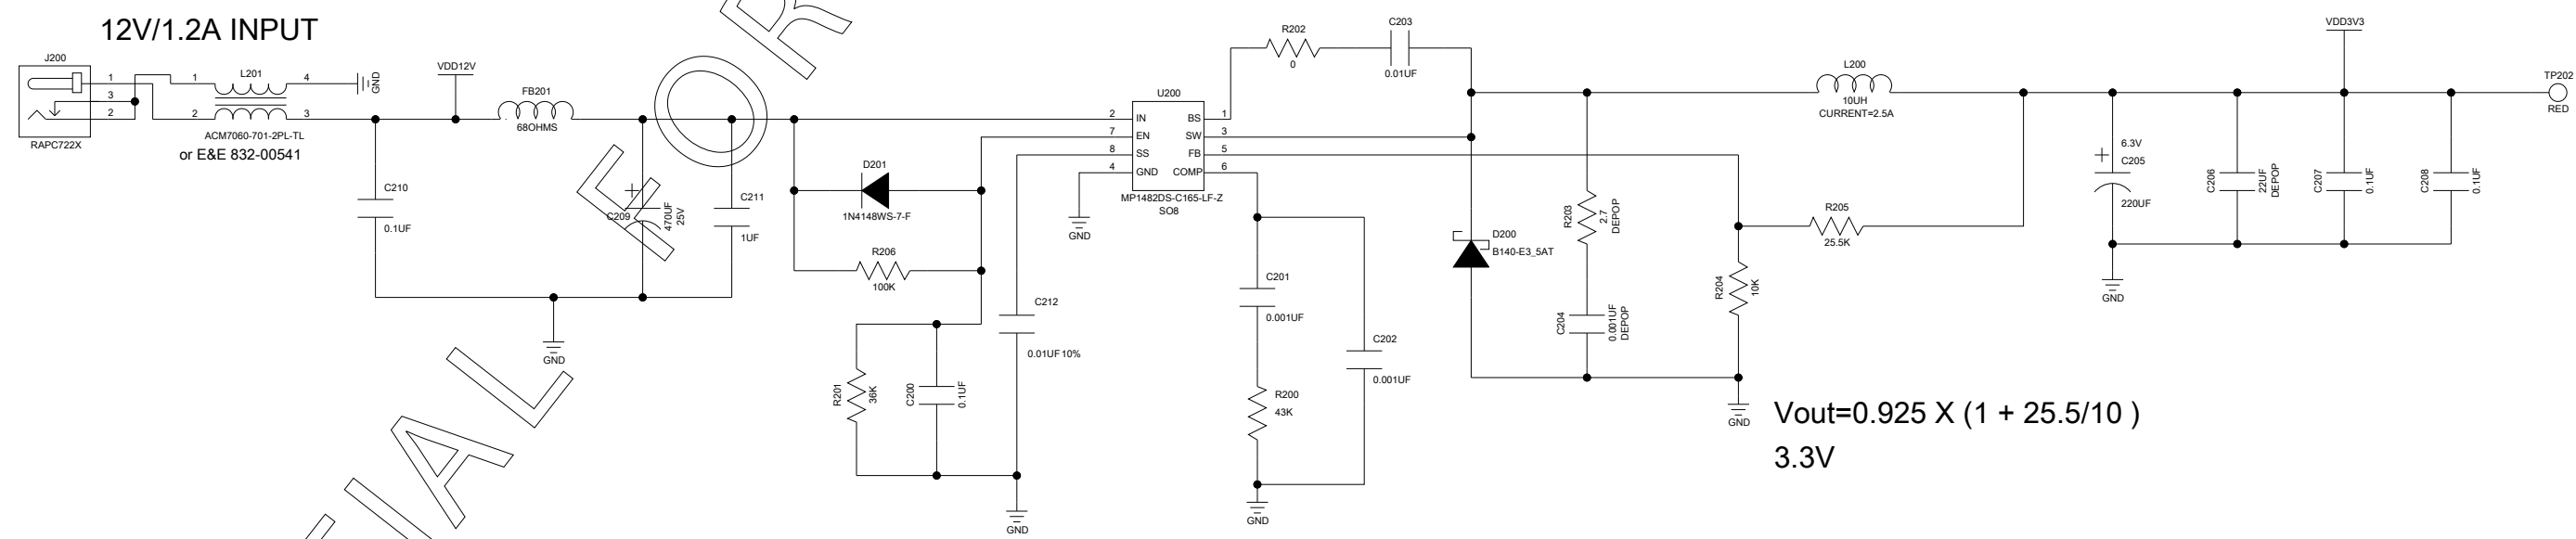 12V/1.2A INPUT
J200
1
3
2
RAPC722X
1
L201
4
2
3
ACM7060-701-2PL-TL
or E&E 832-00541
GND
VDD12V
FB201
68OHMS
C210
0.1UF
C209
470UF
25V
C211
1UF
GND
D201
1N4148WS-7-F
R206
100K
R201
36K
C200
0.1UF
C212
0.01UF 10%
GND
U200
2
IN
BS
1
7
EN
SW
3
8
SS
FB
5
4
GND
COMP
6
MP1482DS-C165-LF-Z
SO8
GND
R202
0
C203
0.01UF
C201
0.001UF
R200
43K
C202
0.001UF
GND
D200
B140-E3_5AT
R203
2.7
DEPOP
C204
0.001UF
DEPOP
L200
10UH
CURRENT=2.5A
R205
25.5K
R204
10K
GND
Vout=0.925 X (1 + 25.5/10 )
3.3V
6.3V
C205
220UF
GND
C206
22UF
DEPOP
C207
0.1UF
C208
0.1UF
VDD3V3
TP202
RED
TIAL FOR